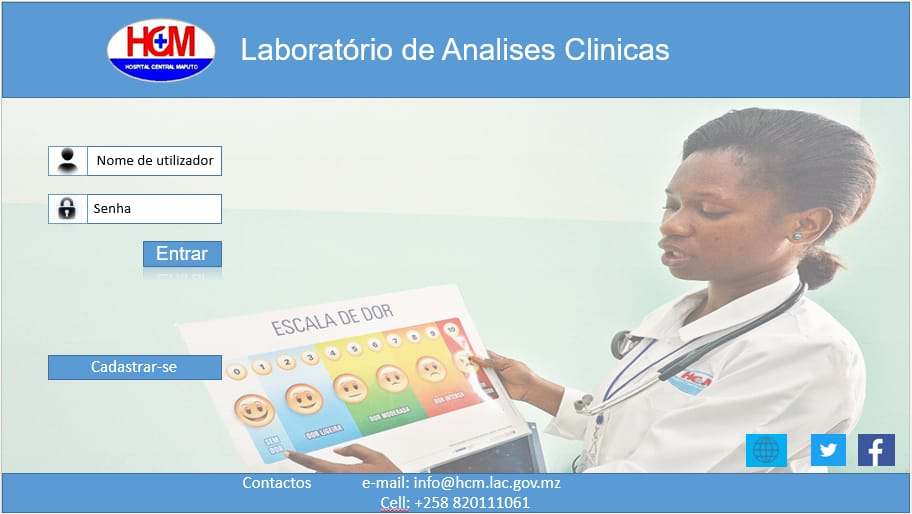 HCM
HOSPITAL CENTRAL MAPUTO
Laboratório de Analises Clinicas
Nome de utilizador
Senha
Entrar
Cadastrar-se
ESCALA DE DOR
0 1 2 3 4 5 6 7 8 9 10
SEM DOR
DOR LIGEIRA
DOR MODERADA
DOR INTENSA
HCM
Contactos e-mail: info@hcm.lac.gov.mz
Cell: +258 820111061